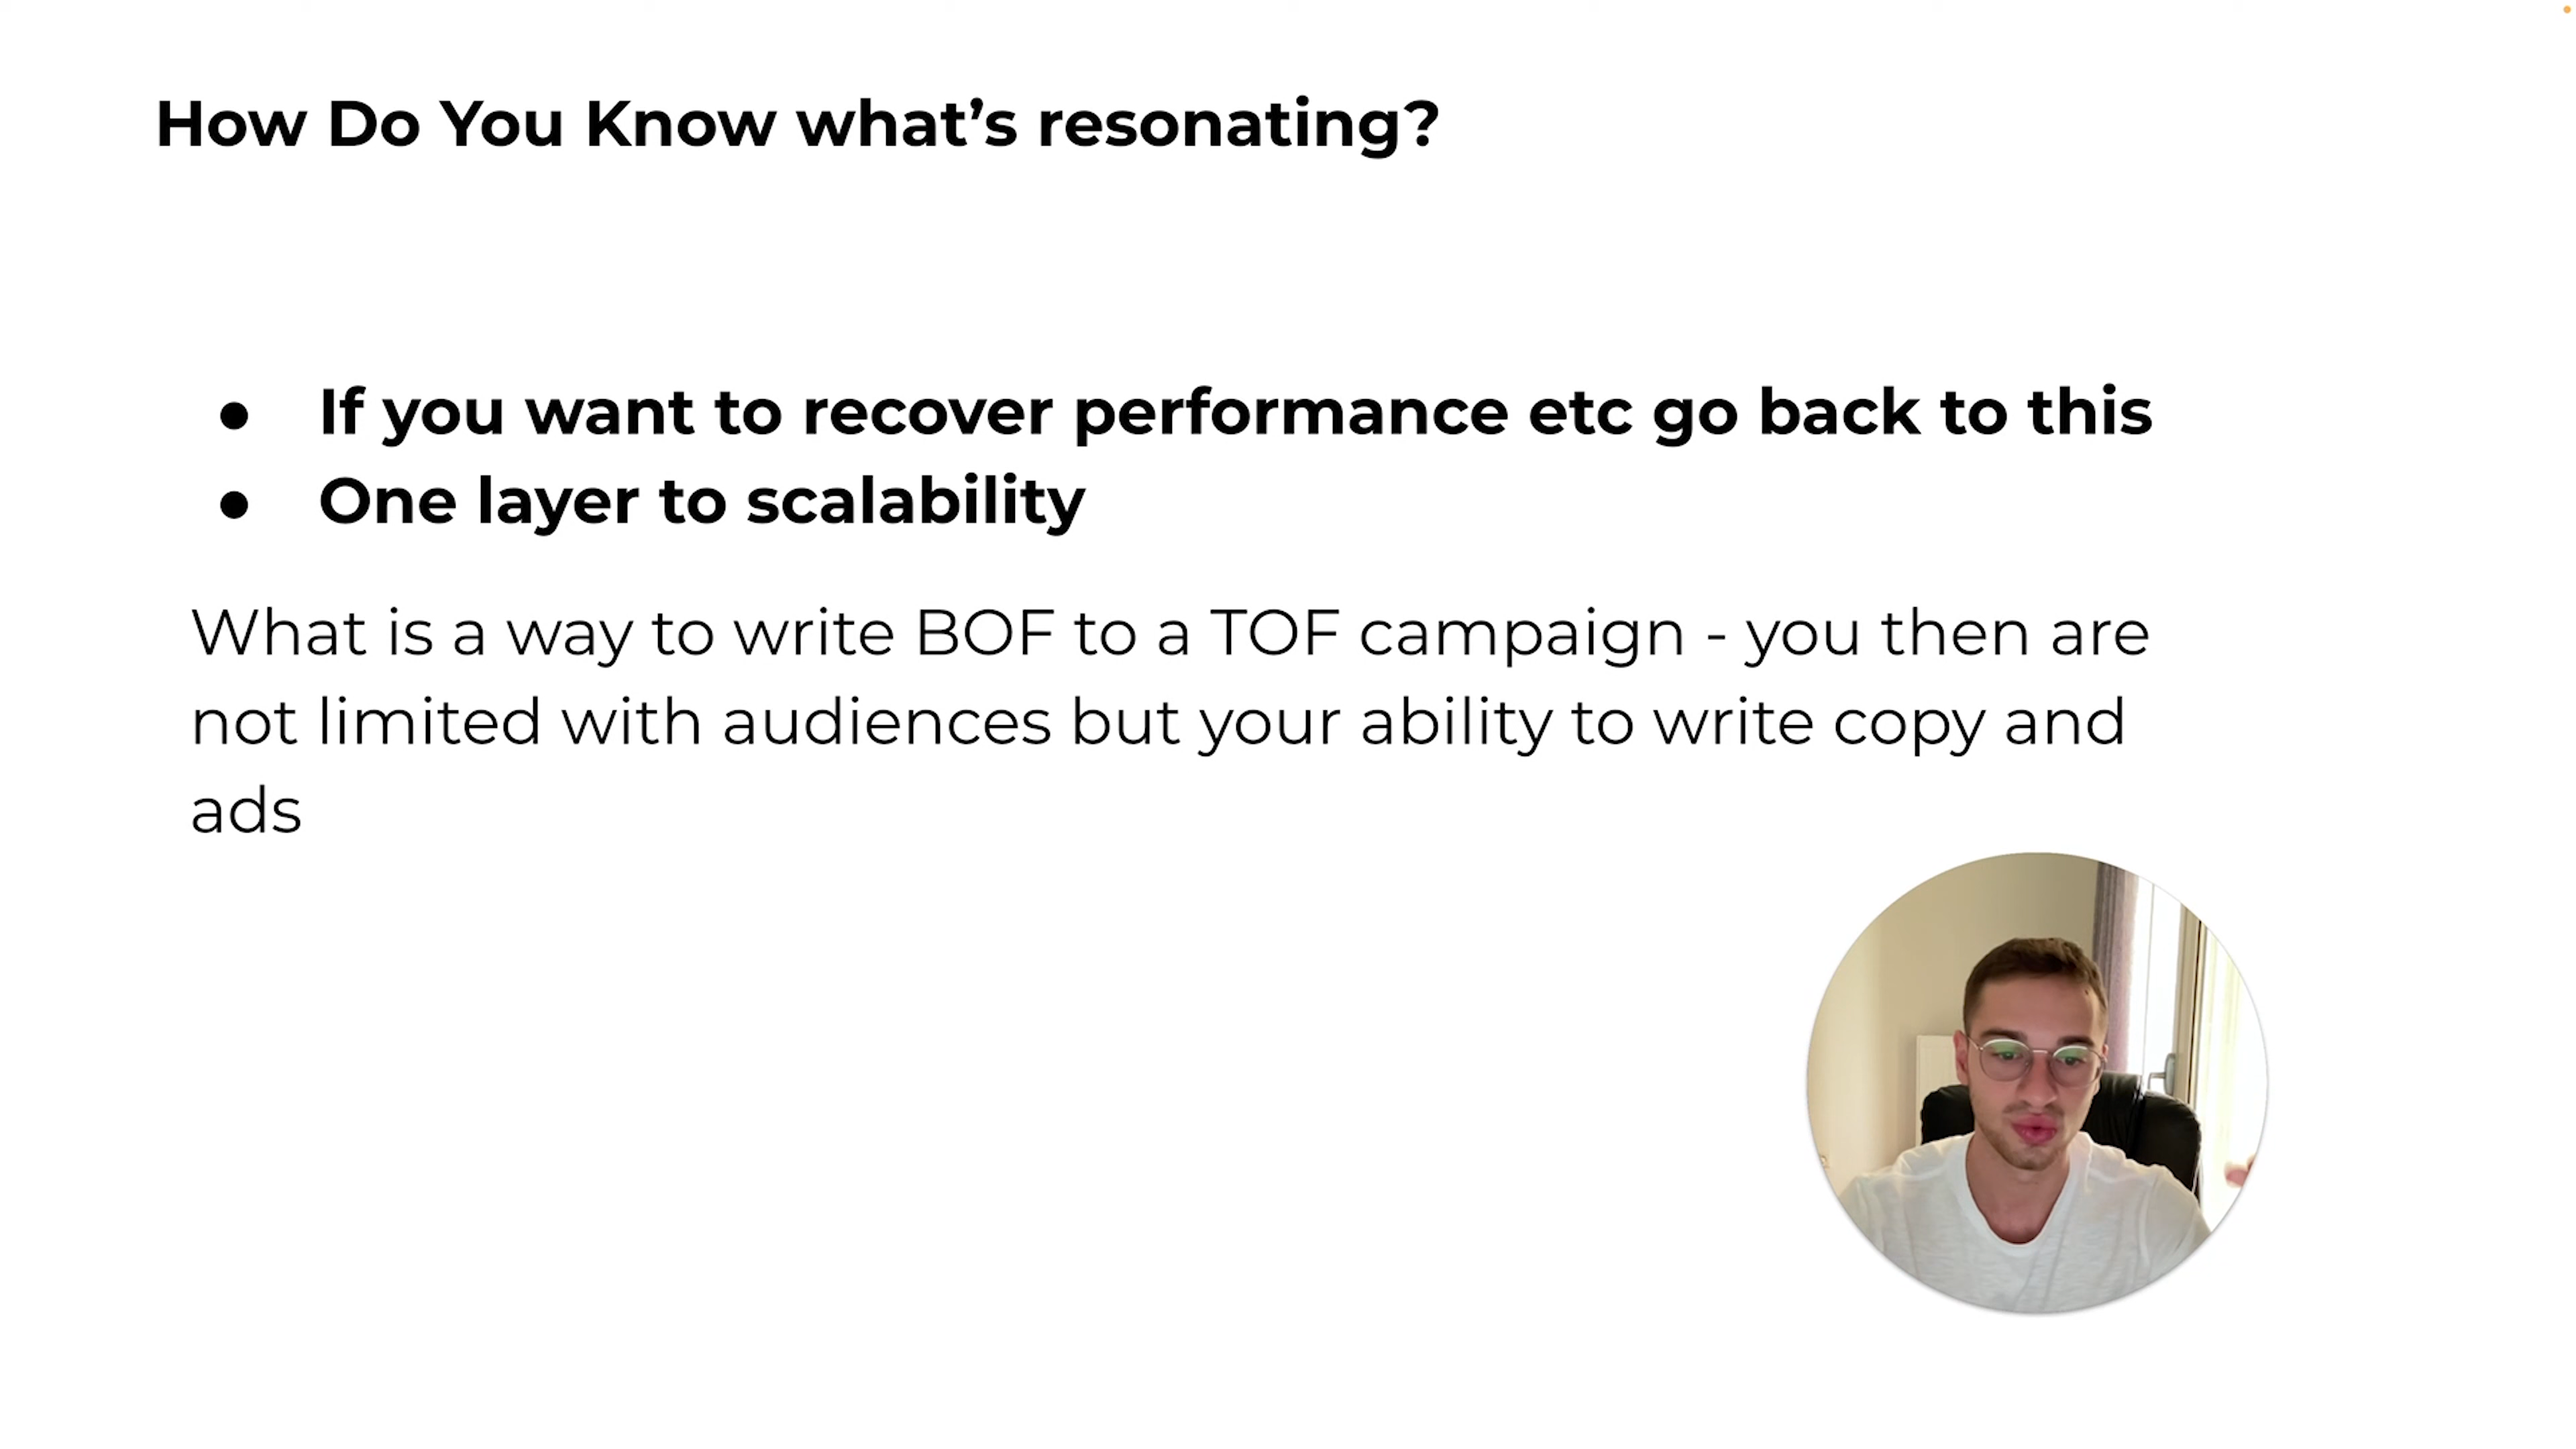 How Do You Know what’s resonating?
● If you want to recover performance etc go back to this
● One layer to scalability
What is a way to write BOF to a TOF campaign - you then are
not limited with audiences but your ability to write copy and
ads